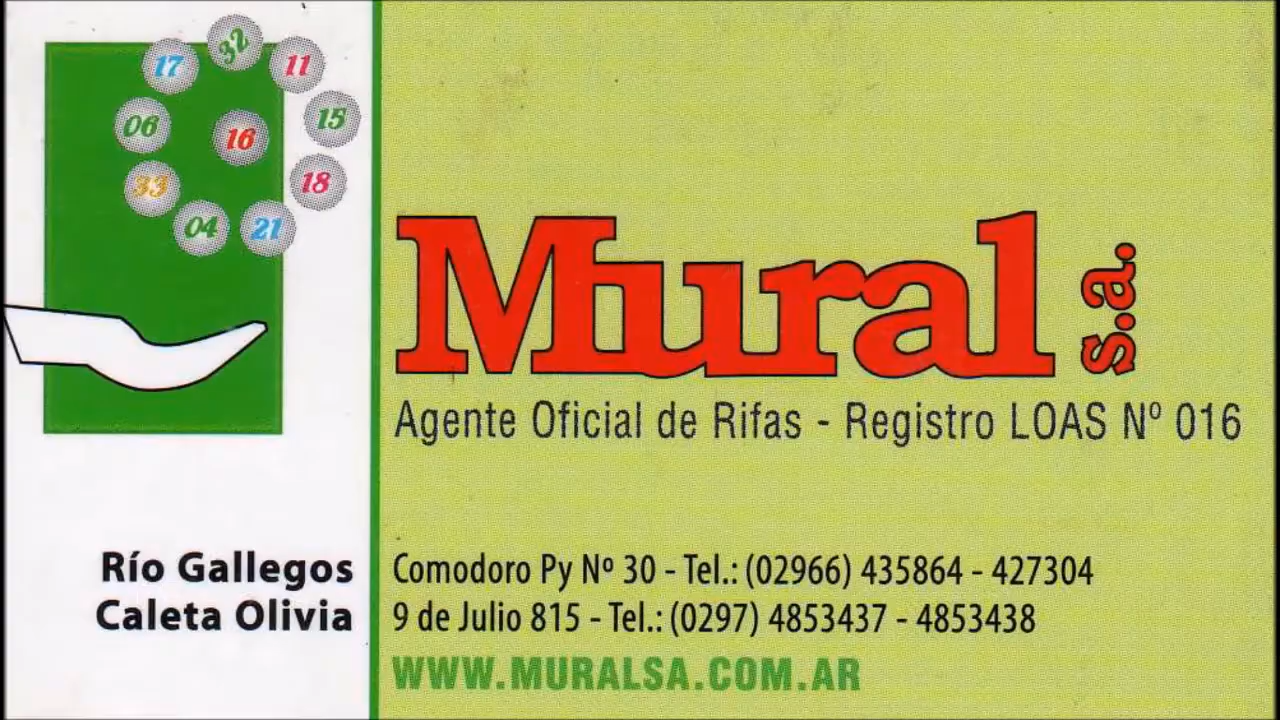 32
17
11
06
16
15
33
18
04
21
Mural s.a.
Agente Oficial de Rifas - Registro LOAS Nº 016
Río Gallegos Comodoro Py Nº 30 - Tel.: (02966) 435864 - 427304
Caleta Olivia 9 de Julio 815 - Tel.: (0297) 4853437 - 4853438
WWW.MURALSA.COM.AR